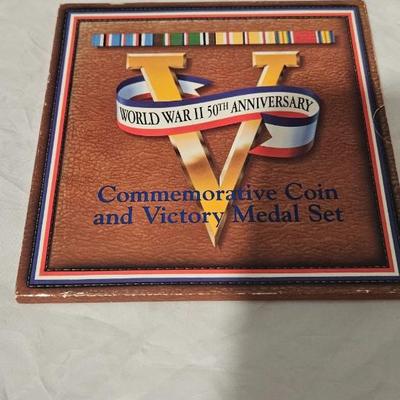 V
WORLD WAR II 50TH ANNIVERSARY
Commemorative Coin
and Victory Medal Set